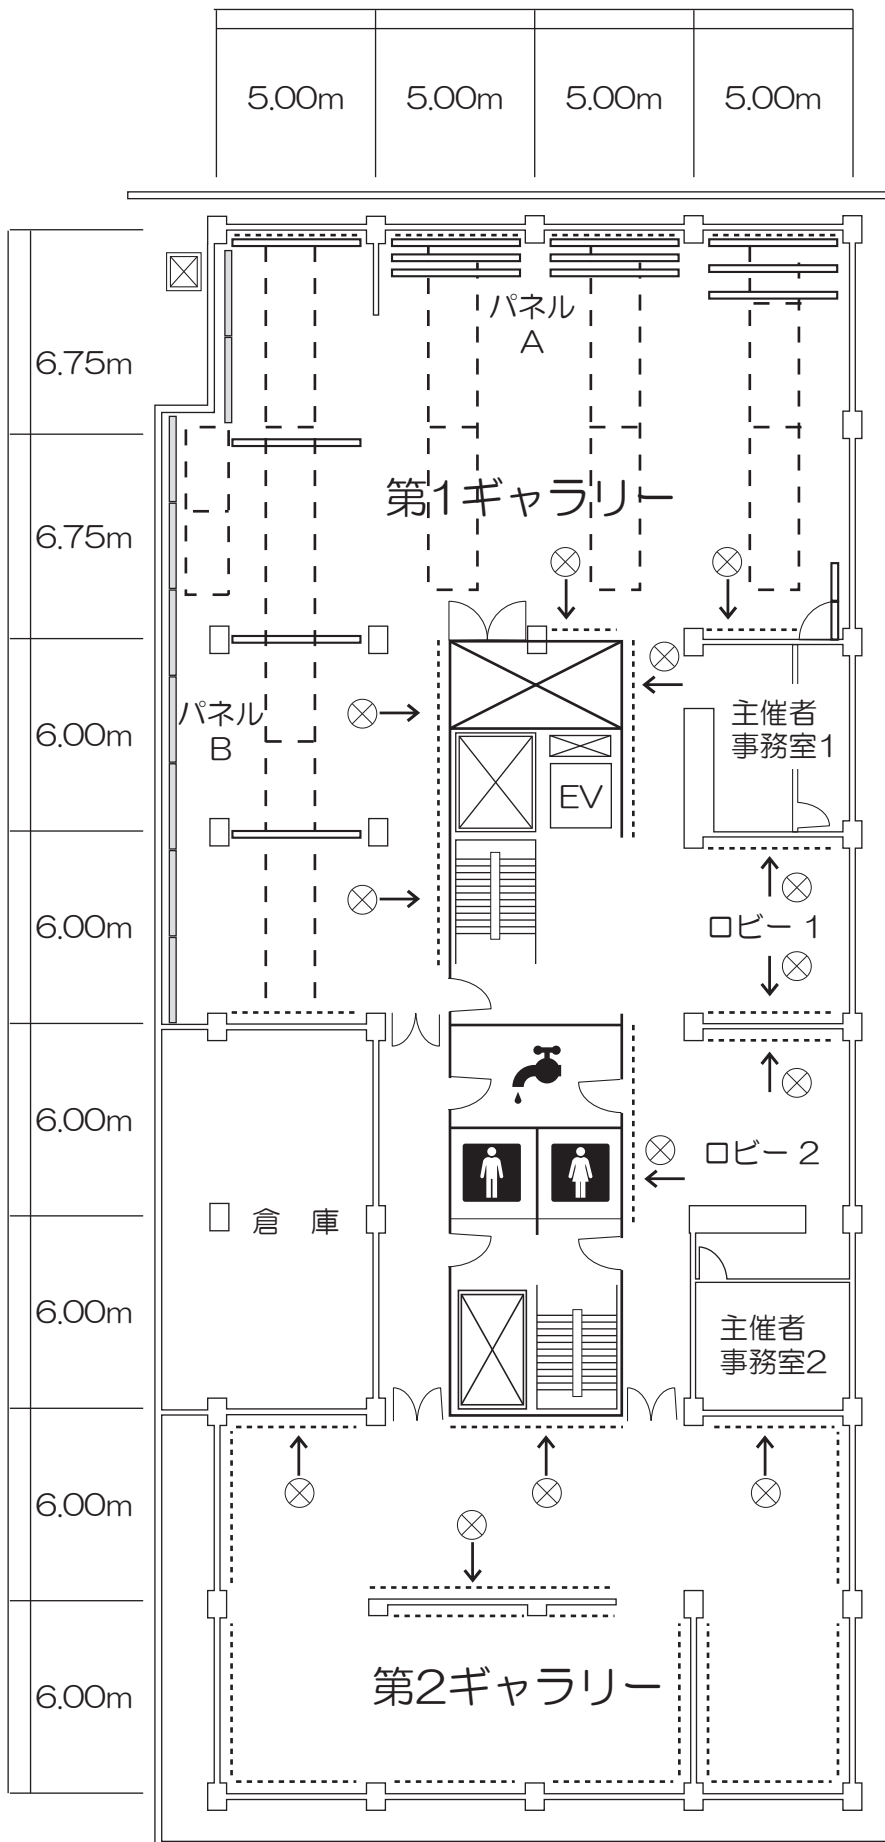 5.00m 5.00m 5.00m 5.00m
6.75m
パネル
A
第1ギャラリー
6.75m
パネル
B
6.00m
主催者
事務室1
EV
6.00m
ロビー 1
6.00m
ロビー 2
倉 庫
6.00m
主催者
事務室2
6.00m
第2ギャラリー
6.00m